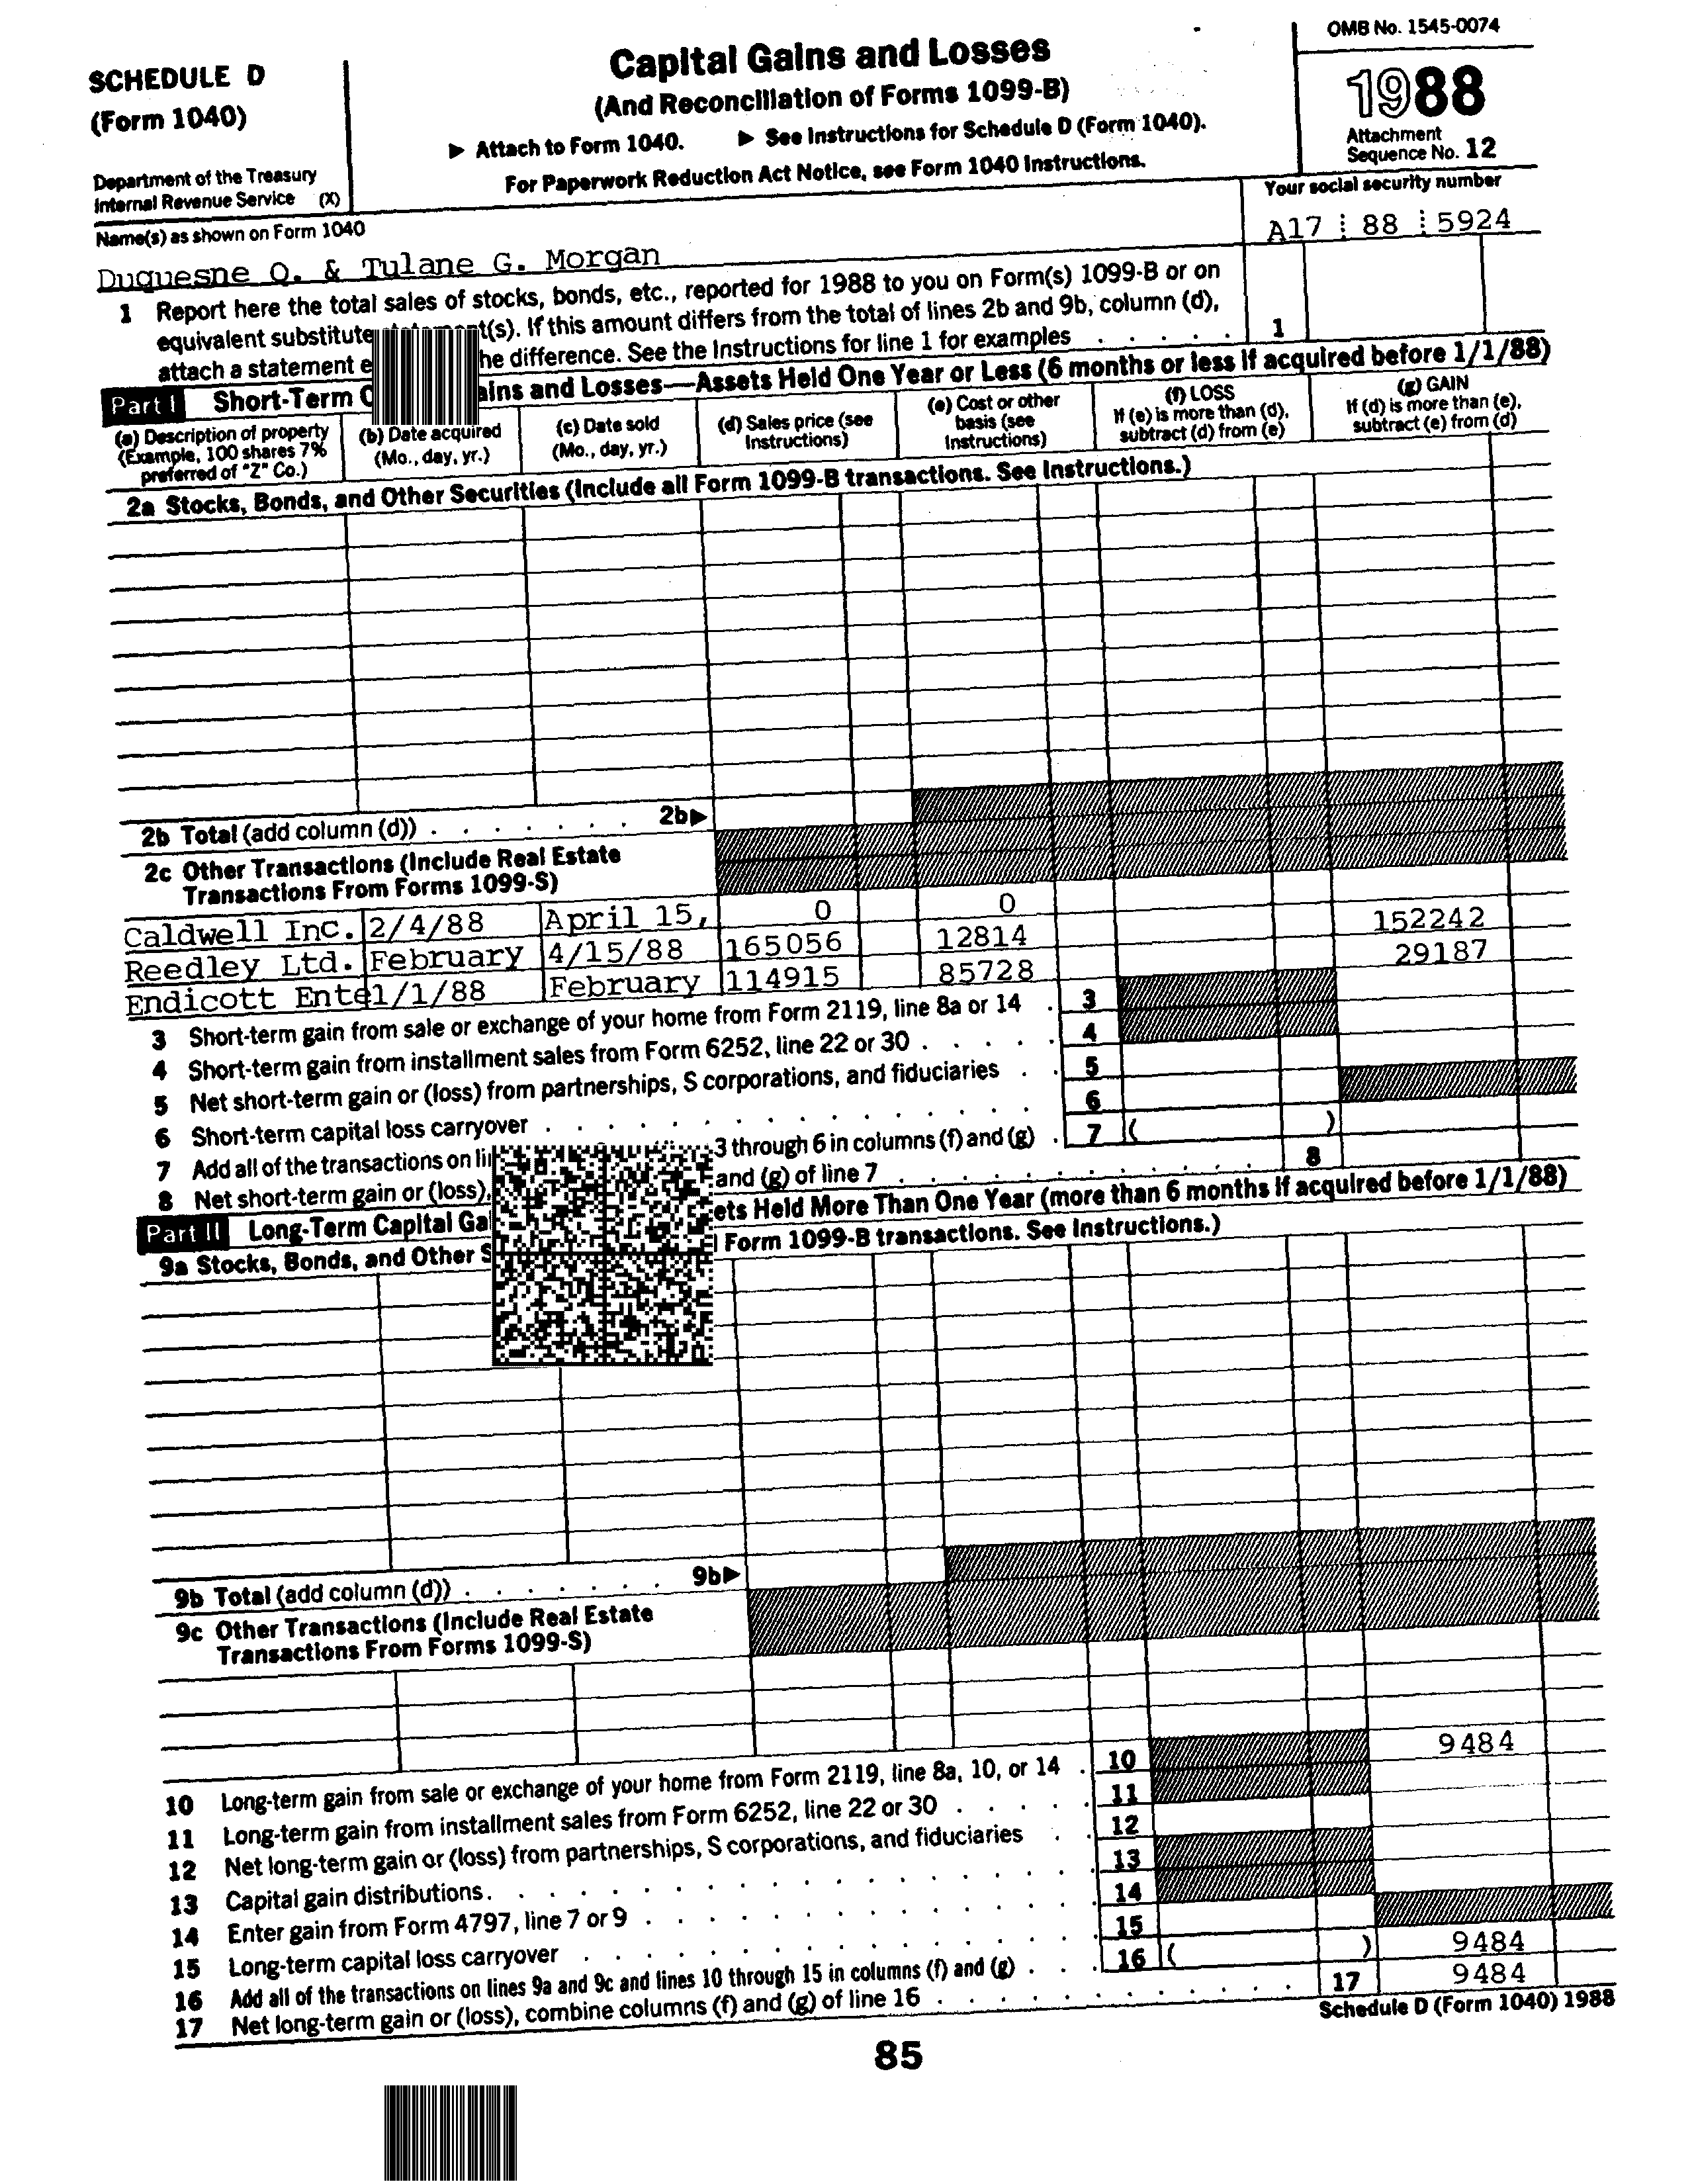 SCHEDULE D
(Form 1040)
Department of the Treasury
Internal Revenue Service (X)
Capital Gains and Losses
(And Reconciliation of Forms 1099-B)
▶ Attach to Form 1040. ▶ See Instructions for Schedule D (Form 1040).
For Paperwork Reduction Act Notice, see Form 1040 Instructions.
OMB No. 1545-0074
1988
Attachment
Sequence No. 12
Name(s) as shown on Form 1040
Your social security number
Duquesne Q. & Tulane G. Morgan
A17 88 5924
1 Report here the total sales of stocks, bonds, etc., reported for 1988 to you on Form(s) 1099-B or on
equivalent substitute t(s). If this amount differs from the total of lines 2b and 9b, column (d),
attach a statement e he difference. See the Instructions for line 1 for examples . . . . . 1
Part I Short-Term C ains and Losses—Assets Held One Year or Less (6 months or less if acquired before 1/1/88)
(a) Description of property
(Example, 100 shares 7%
preferred of "Z" Co.)
(b) Date acquired
(Mo., day, yr.)
(c) Date sold
(Mo., day, yr.)
(d) Sales price (see
Instructions)
(e) Cost or other
basis (see
Instructions)
(f) LOSS
If (e) is more than (d),
subtract (d) from (e)
(g) GAIN
If (d) is more than (e),
subtract (e) from (d)
2a Stocks, Bonds, and Other Securities (Include all Form 1099-B transactions. See Instructions.)
2b Total (add column (d)) . . . . . . . 2b▶
2c Other Transactions (Include Real Estate
Transactions From Forms 1099-S)
Caldwell Inc. 2/4/88 April 15, 0 0
Reedley Ltd. February 4/15/88 165056 12814 152242
Endicott Ente 1/1/88 February 114915 85728 29187
3 Short-term gain from sale or exchange of your home from Form 2119, line 8a or 14 . 3
4 Short-term gain from installment sales from Form 6252, line 22 or 30 . . . . . 4
5 Net short-term gain or (loss) from partnerships, S corporations, and fiduciaries . . 5
6 Short-term capital loss carryover . . . . . . . . . . . . 6
7 Add all of the transactions on li 3 through 6 in columns (f) and (g) . 7 ( )
8 Net short-term gain or (loss), and (g) of line 7 . . . . . . . . . . . . 8
Part II Long-Term Capital Ga ets Held More Than One Year (more than 6 months if acquired before 1/1/88)
9a Stocks, Bonds, and Other S l Form 1099-B transactions. See Instructions.)
9b Total (add column (d)) . . . . . . . 9b▶
9c Other Transactions (Include Real Estate
Transactions From Forms 1099-S)
10 Long-term gain from sale or exchange of your home from Form 2119, line 8a, 10, or 14 . 10 9484
11 Long-term gain from installment sales from Form 6252, line 22 or 30 . . . . . 11
12 Net long-term gain or (loss) from partnerships, S corporations, and fiduciaries . . 12
13 Capital gain distributions. . . . . . . . . . . . . . . 13
14 Enter gain from Form 4797, line 7 or 9 . . . . . . . . . . . 14
15 Long-term capital loss carryover . . . . . . . . . . . . . 15
16 Add all of the transactions on lines 9a and 9c and lines 10 through 15 in columns (f) and (g) . . . 16 ( ) 9484
17 Net long-term gain or (loss), combine columns (f) and (g) of line 16 . . . . . . . . . . . . 17 9484
Schedule D (Form 1040) 1988
85